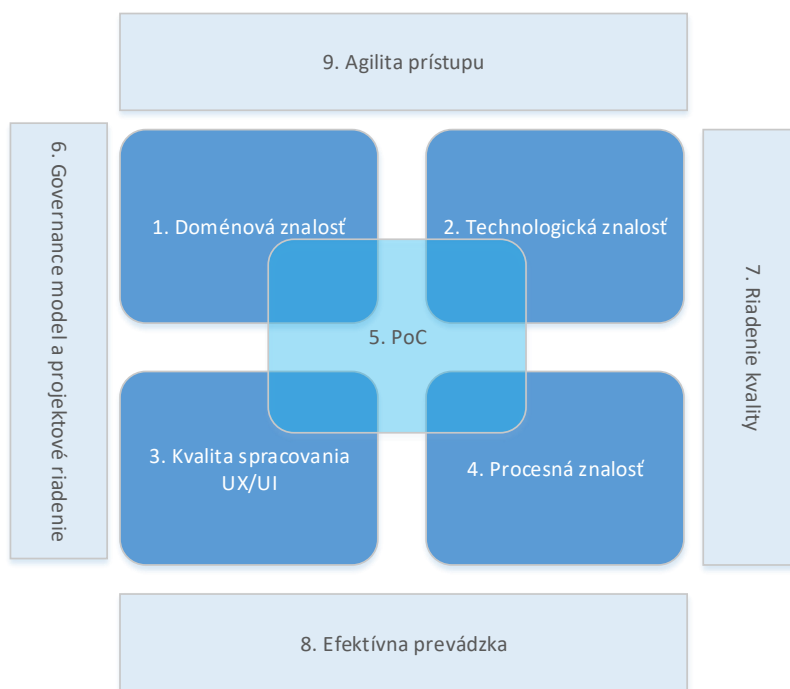 9. Agilita prístupu
6. Governance model a projektové riadenie
1. Doménová znalosť
2. Technologická znalosť
7. Riadenie kvality
5. PoC
3. Kvalita spracovania
UX/UI
4. Procesná znalosť
8. Efektívna prevádzka